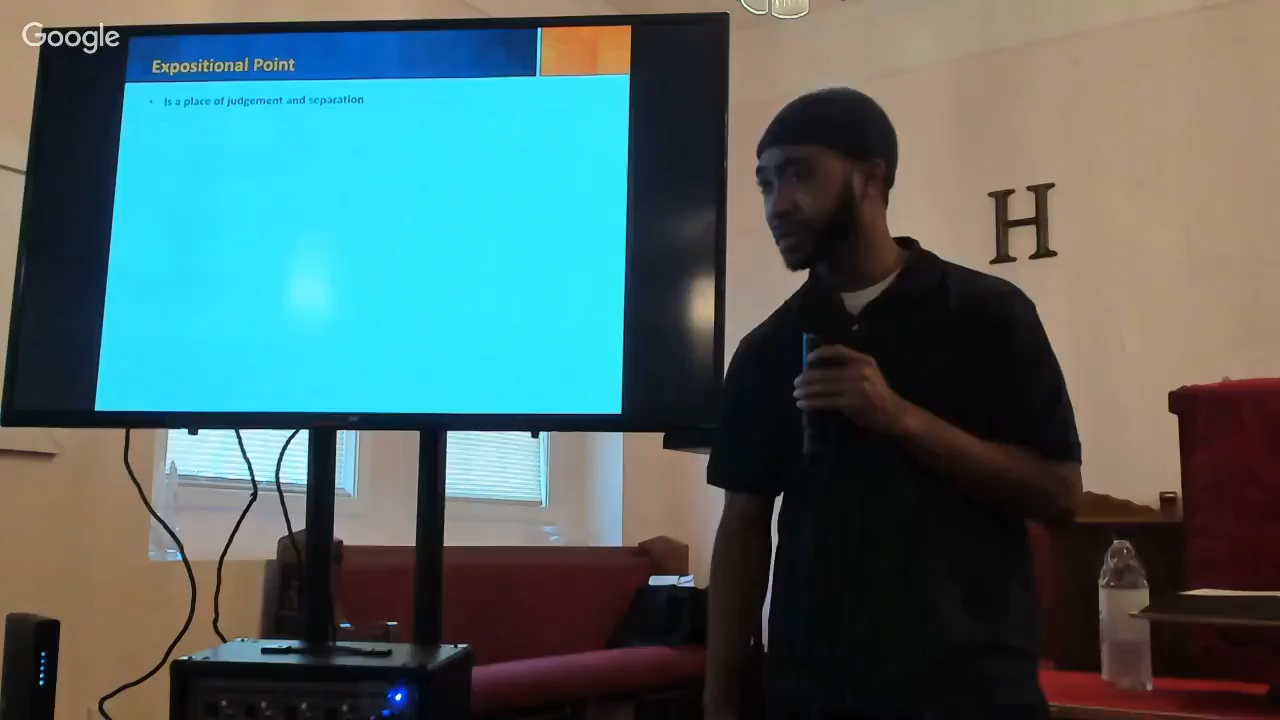 Google
Expositional Point
• Is a place of judgement and separation
H